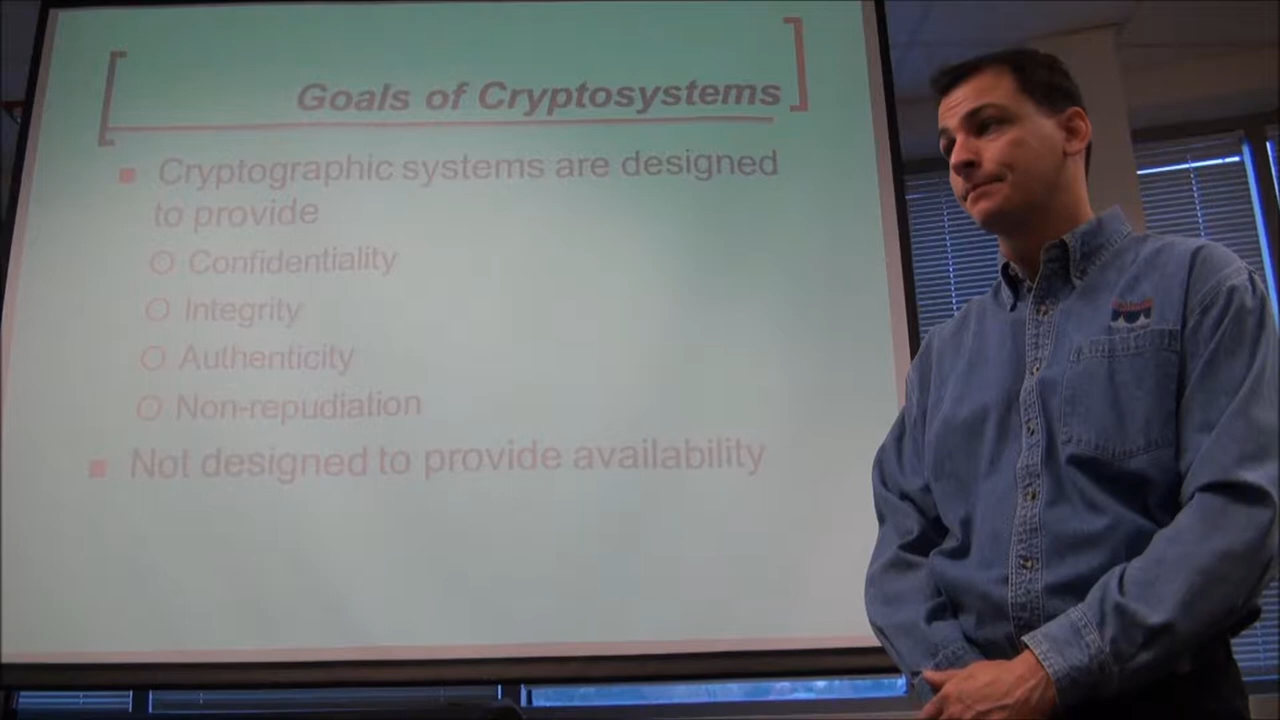 Goals of Cryptosystems
Cryptographic systems are designed
to provide
Confidentiality
Integrity
Authenticity
Non-repudiation
Not designed to provide availability